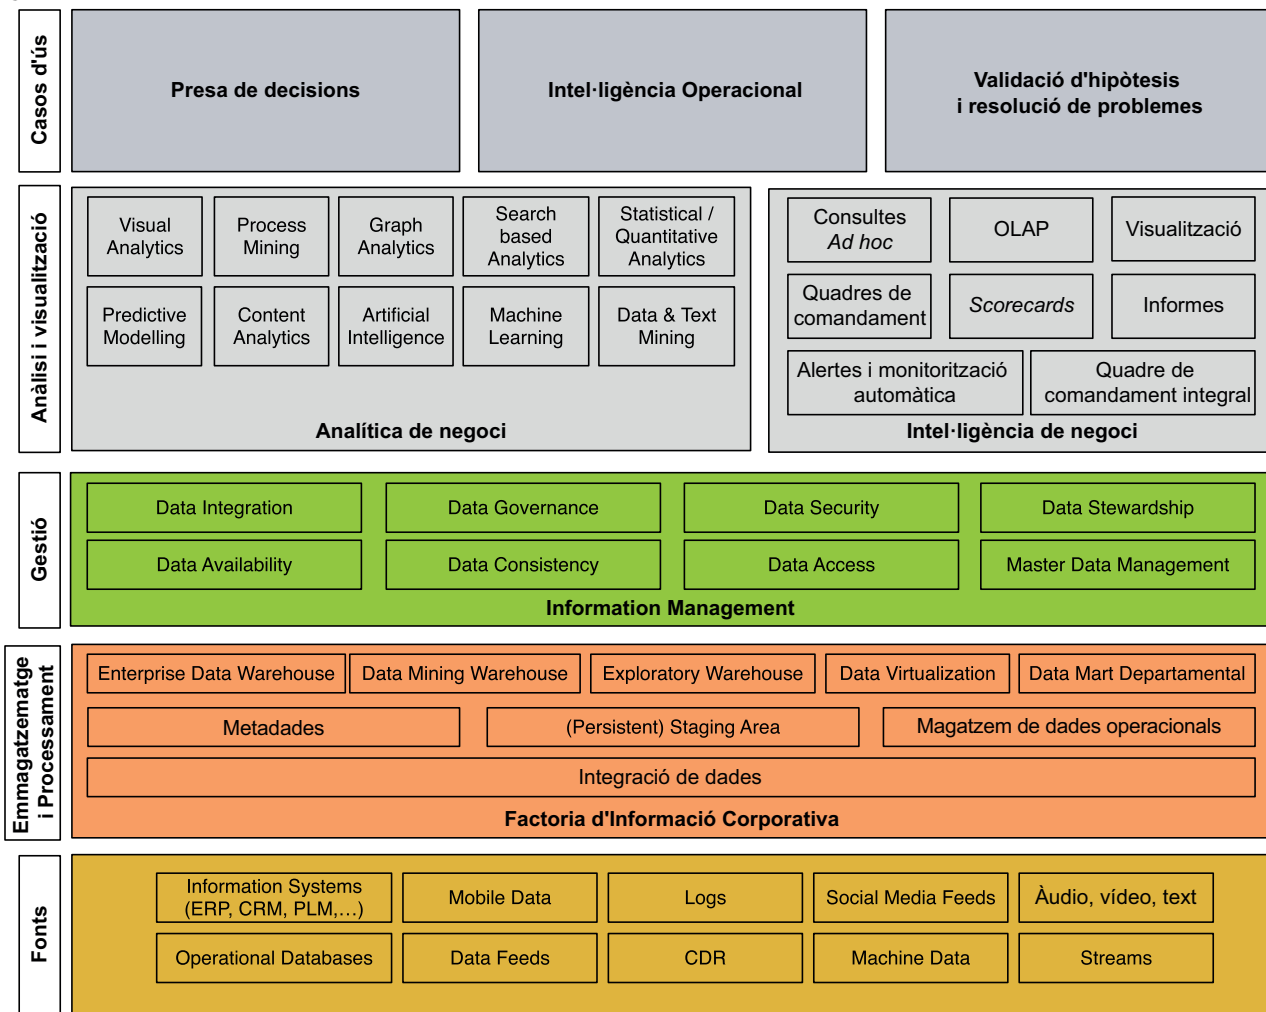 Casos d'ús
Presa de decisions
Intel·ligència Operacional
Validació d'hipòtesis
i resolució de problemes
Anàlisi i visualització
Visual
Analytics
Process
Mining
Graph
Analytics
Search
based
Analytics
Statistical /
Quantitative
Analytics
Predictive
Modelling
Content
Analytics
Artificial
Intelligence
Machine
Learning
Data & Text
Mining
Analítica de negoci
Consultes
Ad hoc
OLAP
Visualització
Quadres de
comandament
Scorecards
Informes
Alertes i monitorització
automàtica
Quadre de
comandament integral
Intel·ligència de negoci
Gestió
Data Integration
Data Governance
Data Security
Data Stewardship
Data Availability
Data Consistency
Data Access
Master Data Management
Information Management
Emmagatzematge
i Processament
Enterprise Data Warehouse
Data Mining Warehouse
Exploratory Warehouse
Data Virtualization
Data Mart Departamental
Metadades
(Persistent) Staging Area
Magatzem de dades operacionals
Integració de dades
Factoria d'Informació Corporativa
Fonts
Information Systems
(ERP, CRM, PLM,…)
Mobile Data
Logs
Social Media Feeds
Àudio, vídeo, text
Operational Databases
Data Feeds
CDR
Machine Data
Streams